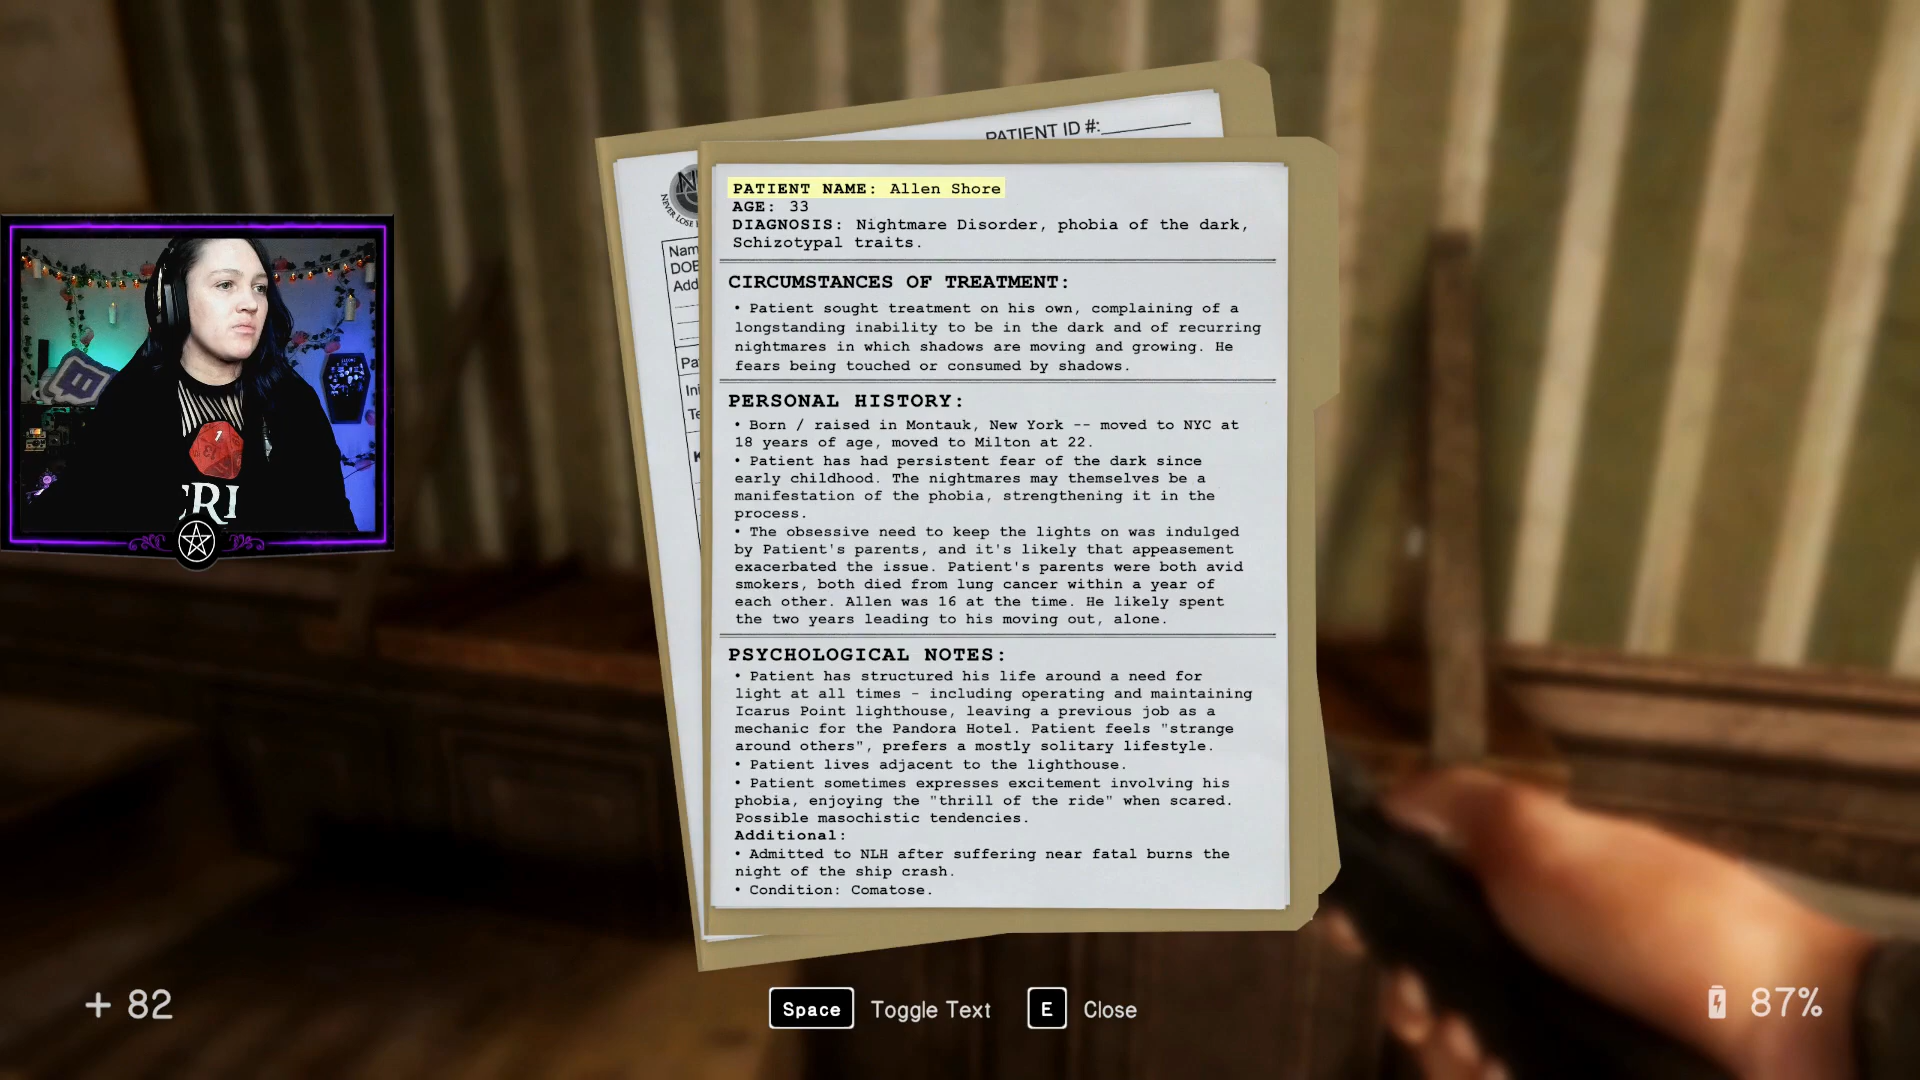 PATIENT ID #:
NEVER LOSE
Nam
DOB
Add
Pa
Ini
Te
PATIENT NAME: Allen Shore
AGE: 33
DIAGNOSIS: Nightmare Disorder, phobia of the dark,
Schizotypal traits.
CIRCUMSTANCES OF TREATMENT:
• Patient sought treatment on his own, complaining of a
longstanding inability to be in the dark and of recurring
nightmares in which shadows are moving and growing. He
fears being touched or consumed by shadows.
PERSONAL HISTORY:
• Born / raised in Montauk, New York -- moved to NYC at
18 years of age, moved to Milton at 22.
• Patient has had persistent fear of the dark since
early childhood. The nightmares may themselves be a
manifestation of the phobia, strengthening it in the
process.
• The obsessive need to keep the lights on was indulged
by Patient's parents, and it's likely that appeasement
exacerbated the issue. Patient's parents were both avid
smokers, both died from lung cancer within a year of
each other. Allen was 16 at the time. He likely spent
the two years leading to his moving out, alone.
PSYCHOLOGICAL NOTES:
• Patient has structured his life around a need for
light at all times - including operating and maintaining
Icarus Point lighthouse, leaving a previous job as a
mechanic for the Pandora Hotel. Patient feels "strange
around others", prefers a mostly solitary lifestyle.
• Patient lives adjacent to the lighthouse.
• Patient sometimes expresses excitement involving his
phobia, enjoying the "thrill of the ride" when scared.
Possible masochistic tendencies.
Additional:
• Admitted to NLH after suffering near fatal burns the
night of the ship crash.
• Condition: Comatose.
1
CRI
+ 82
Space Toggle Text E Close
87%